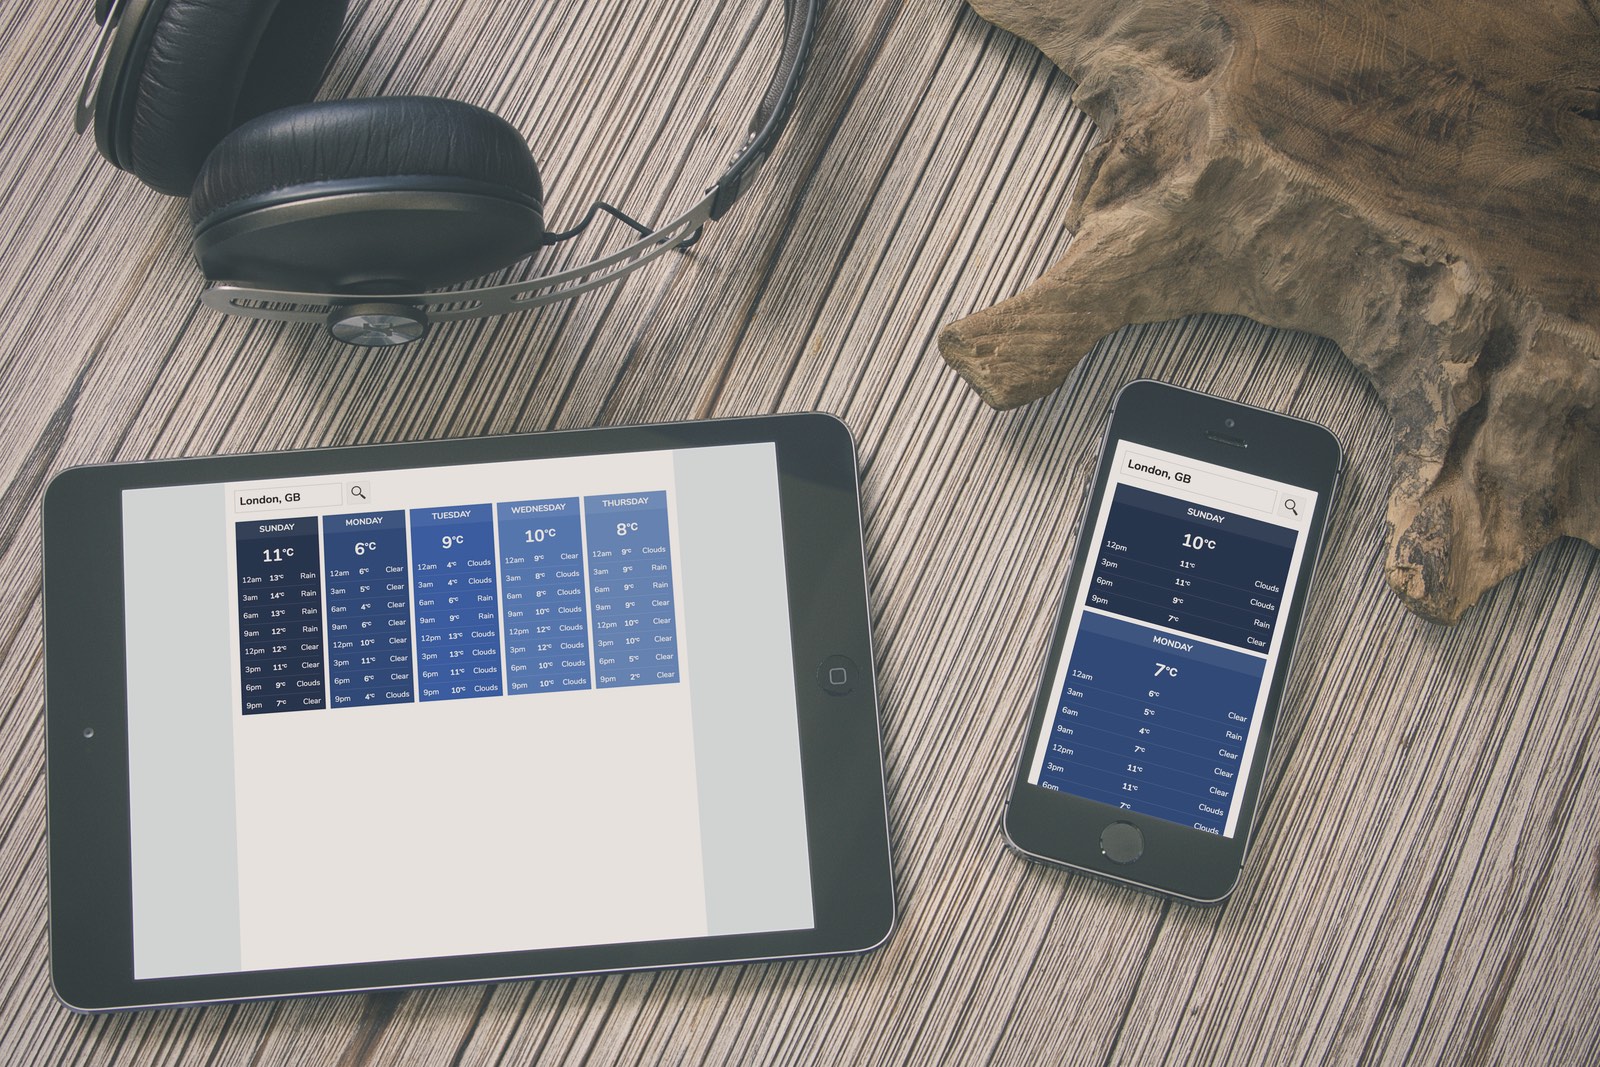 London, GB
SUNDAY
11°C
12am 13°C Rain
3am 14°C Rain
6am 13°C Rain
9am 12°C Rain
12pm 12°C Clear
3pm 11°C Clear
6pm 9°C Clouds
9pm 7°C Clear
MONDAY
6°C
12am 6°C Clear
3am 5°C Clear
6am 4°C Clear
9am 6°C Clear
12pm 10°C Clear
3pm 11°C Clear
6pm 6°C Clear
9pm 4°C Clouds
TUESDAY
9°C
12am 4°C Clouds
3am 4°C Clouds
6am 6°C Rain
9am 9°C Rain
12pm 13°C Clouds
3pm 13°C Clouds
6pm 11°C Clouds
9pm 10°C Clouds
WEDNESDAY
10°C
12am 9°C Clear
3am 8°C Clouds
6am 8°C Clouds
9am 10°C Clouds
12pm 12°C Clouds
3pm 12°C Clouds
6pm 10°C Clouds
9pm 10°C Clouds
THURSDAY
8°C
12am 9°C Clouds
3am 9°C Rain
6am 9°C Rain
9am 9°C Clear
12pm 10°C Clear
3pm 10°C Clear
6pm 5°C Clear
9pm 2°C Clear
London, GB
SUNDAY
10°C
12pm 11°C Clouds
3pm 11°C Clouds
6pm 9°C Rain
9pm 7°C Clear
MONDAY
7°C
12am 6°C Clear
3am 5°C Rain
6am 4°C Clear
9am 7°C Clear
12pm 11°C Clear
3pm 11°C Clouds
6pm 7°C Clouds